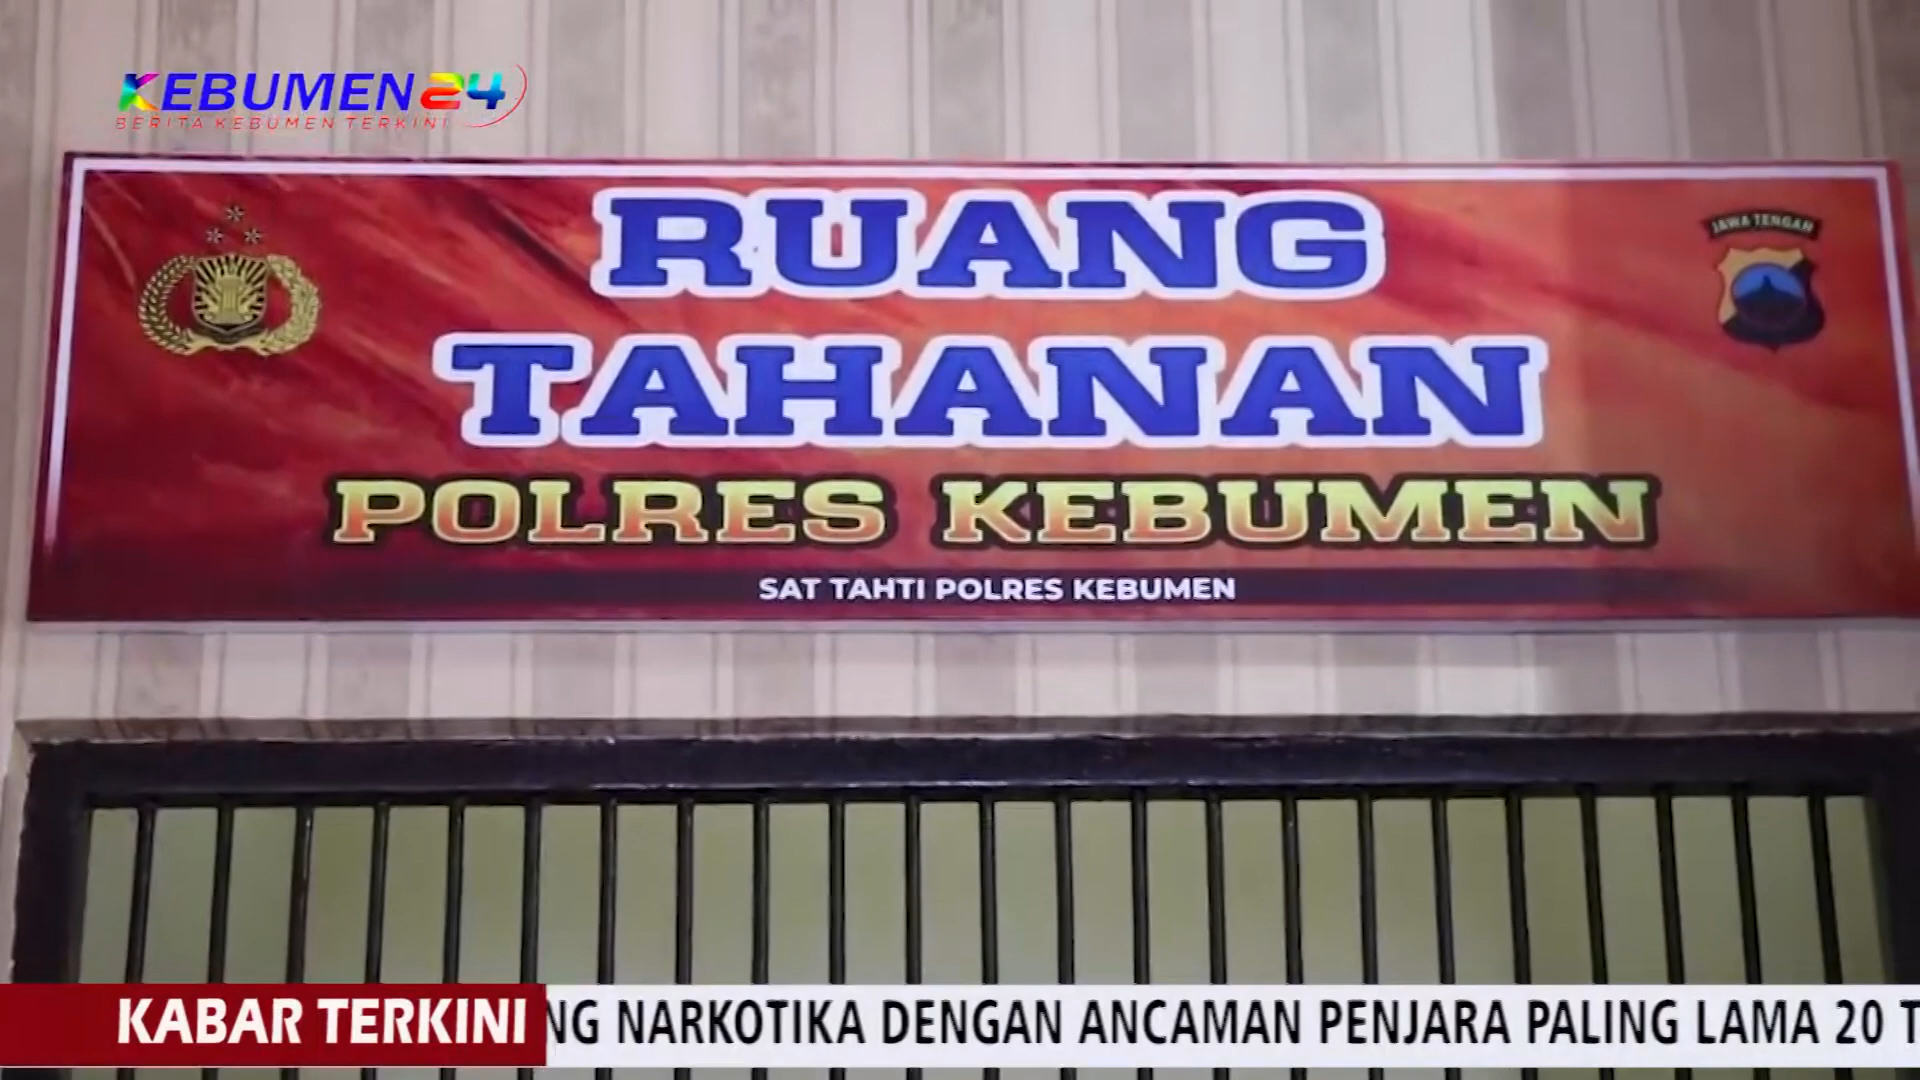 KEBUMEN24
BERITA KEBUMEN TERKINI
RUANG
TAHANAN
POLRES KEBUMEN
SAT TAHTI POLRES KEBUMEN
JAWA TENGAH
KABAR TERKINI
NG NARKOTIKA DENGAN ANCAMAN PENJARA PALING LAMA 20 T